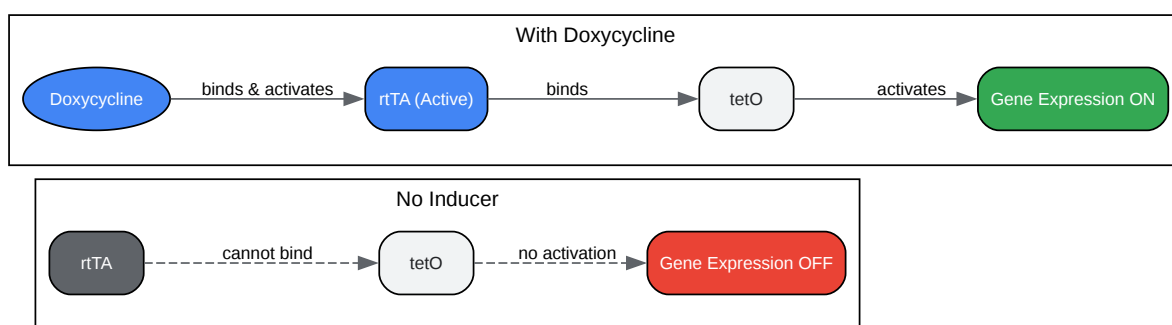 With Doxycycline
Doxycycline
binds & activates
rtTA (Active)
binds
tetO
activates
Gene Expression ON
No Inducer
rtTA
cannot bind
tetO
no activation
Gene Expression OFF